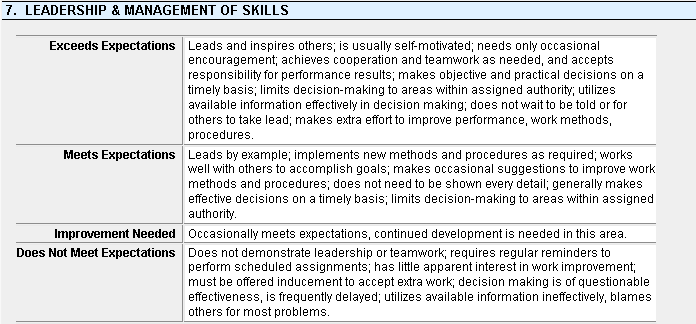 7. LEADERSHIP & MANAGEMENT OF SKILLS
Exceeds Expectations
Leads and inspires others; is usually self-motivated; needs only occasional
encouragement; achieves cooperation and teamwork as needed, and accepts
responsibility for performance results; makes objective and practical decisions on a
timely basis; limits decision-making to areas within assigned authority; utilizes
available information effectively in decision making; does not wait to be told or for
others to take lead; makes extra effort to improve performance, work methods,
procedures.
Meets Expectations
Leads by example; implements new methods and procedures as required; works
well with others to accomplish goals; makes occasional suggestions to improve work
methods and procedures; does not need to be shown every detail; generally makes
effective decisions on a timely basis; limits decision-making to areas within assigned
authority.
Improvement Needed
Occasionally meets expectations, continued development is needed in this area.
Does Not Meet Expectations
Does not demonstrate leadership or teamwork; requires regular reminders to
perform scheduled assignments; has little apparent interest in work improvement;
must be offered inducement to accept extra work; decision making is of questionable
effectiveness, is frequently delayed; utilizes available information ineffectively, blames
others for most problems.